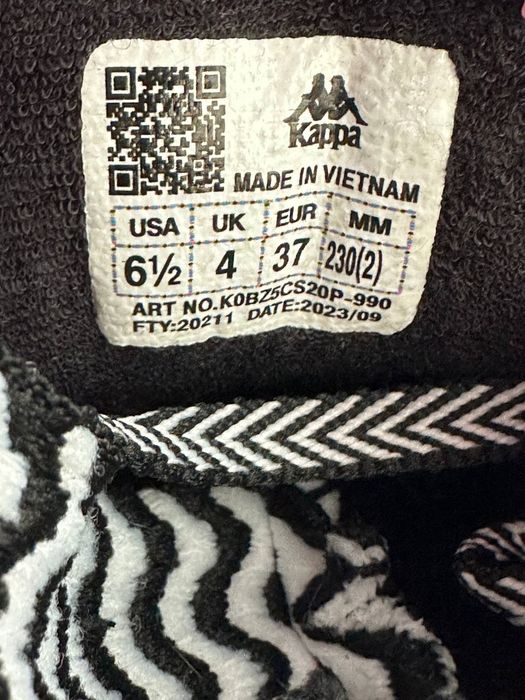 Kappa
MADE IN VIETNAM
USA UK EUR MM
6½ 4 37 230(2)
ART NO.K0BZ5CS20P-990
FTY:20211 DATE:2023/09